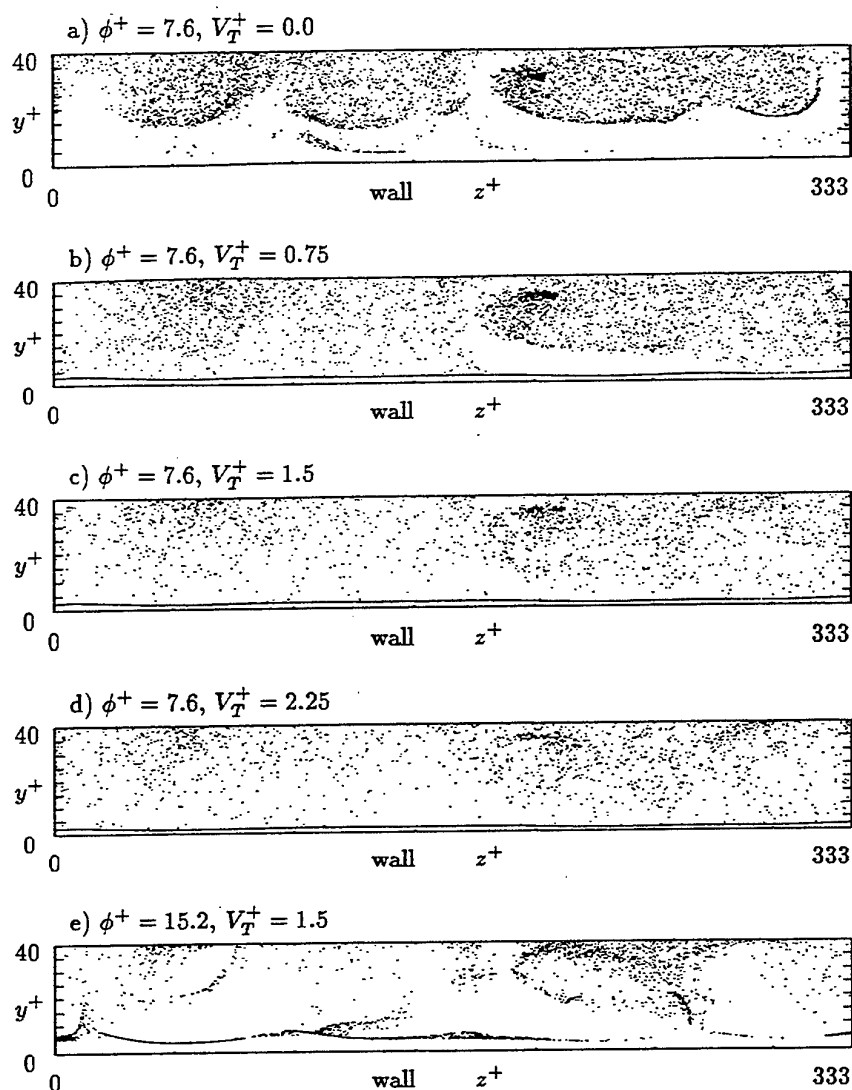 a) ϕ⁺ = 7.6, V_T⁺ = 0.0
40
y⁺
0
0 wall z⁺ 333
b) ϕ⁺ = 7.6, V_T⁺ = 0.75
40
y⁺
0
0 wall z⁺ 333
c) ϕ⁺ = 7.6, V_T⁺ = 1.5
40
y⁺
0
0 wall z⁺ 333
d) ϕ⁺ = 7.6, V_T⁺ = 2.25
40
y⁺
0
0 wall z⁺ 333
e) ϕ⁺ = 15.2, V_T⁺ = 1.5
40
y⁺
0
0 wall z⁺ 333